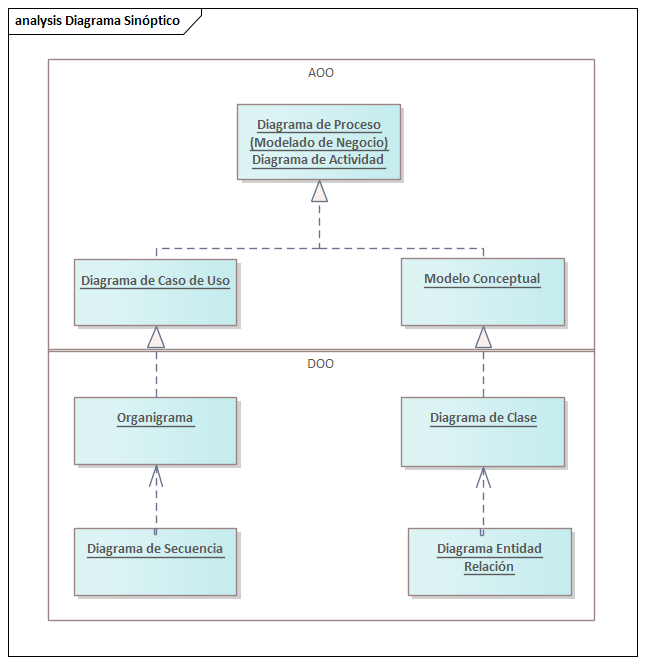 analysis Diagrama Sinóptico
AOO
Diagrama de Proceso
(Modelado de Negocio)
Diagrama de Actividad
Diagrama de Caso de Uso
Modelo Conceptual
DOO
Organigrama
Diagrama de Clase
Diagrama de Secuencia
Diagrama Entidad
Relación